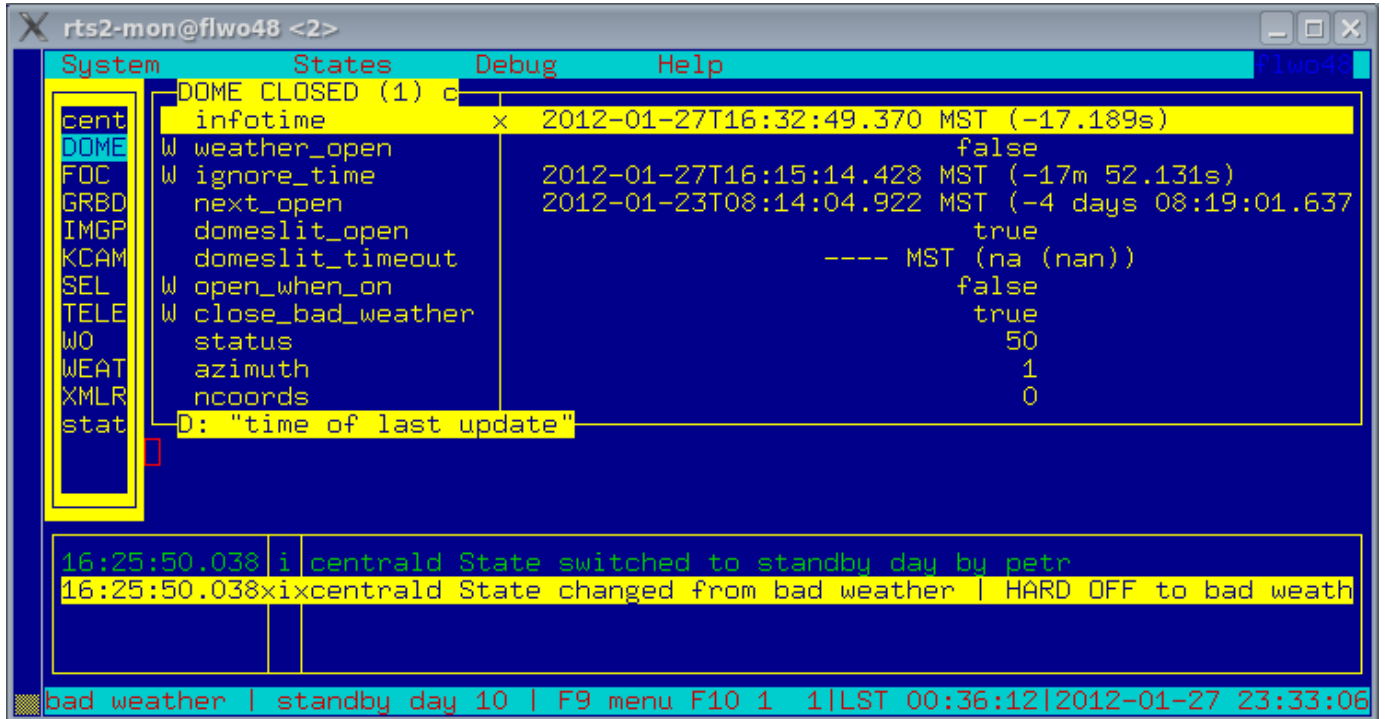 rts2-mon@flwo48 <2>
System States Debug Help flwo48
DOME CLOSED (1) c
cent infotime x 2012-01-27T16:32:49.370 MST (-17.189s)
DOME W weather_open false
FOC W ignore_time 2012-01-27T16:15:14.428 MST (-17m 52.131s)
GRBD next_open 2012-01-23T08:14:04.922 MST (-4 days 08:19:01.637
IMGP domeslit_open true
KCAM domeslit_timeout ---- MST (na (nan))
SEL W open_when_on false
TELE W close_bad_weather true
WO status 50
WEAT azimuth 1
XMLR ncoords 0
stat D: "time of last update"
16:25:50.038 i centrald State switched to standby day by petr
16:25:50.038xixcentrald State changed from bad weather | HARD OFF to bad weath
bad weather | standby day 10 | F9 menu F10 1 1|LST 00:36:12|2012-01-27 23:33:06